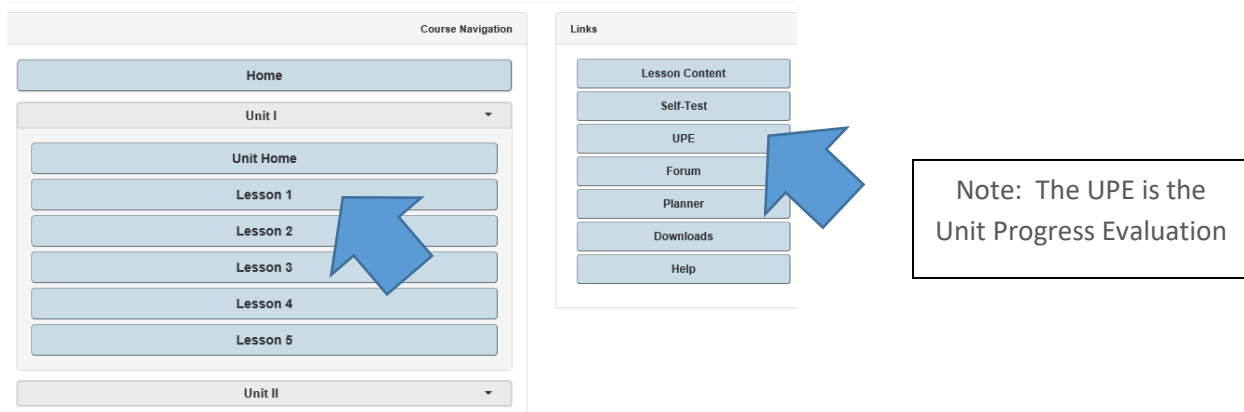 Course Navigation
Home
Unit I
Unit Home
Lesson 1
Lesson 2
Lesson 3
Lesson 4
Lesson 5
Unit II
Links
Lesson Content
Self-Test
UPE
Forum
Planner
Downloads
Help
Note: The UPE is the
Unit Progress Evaluation